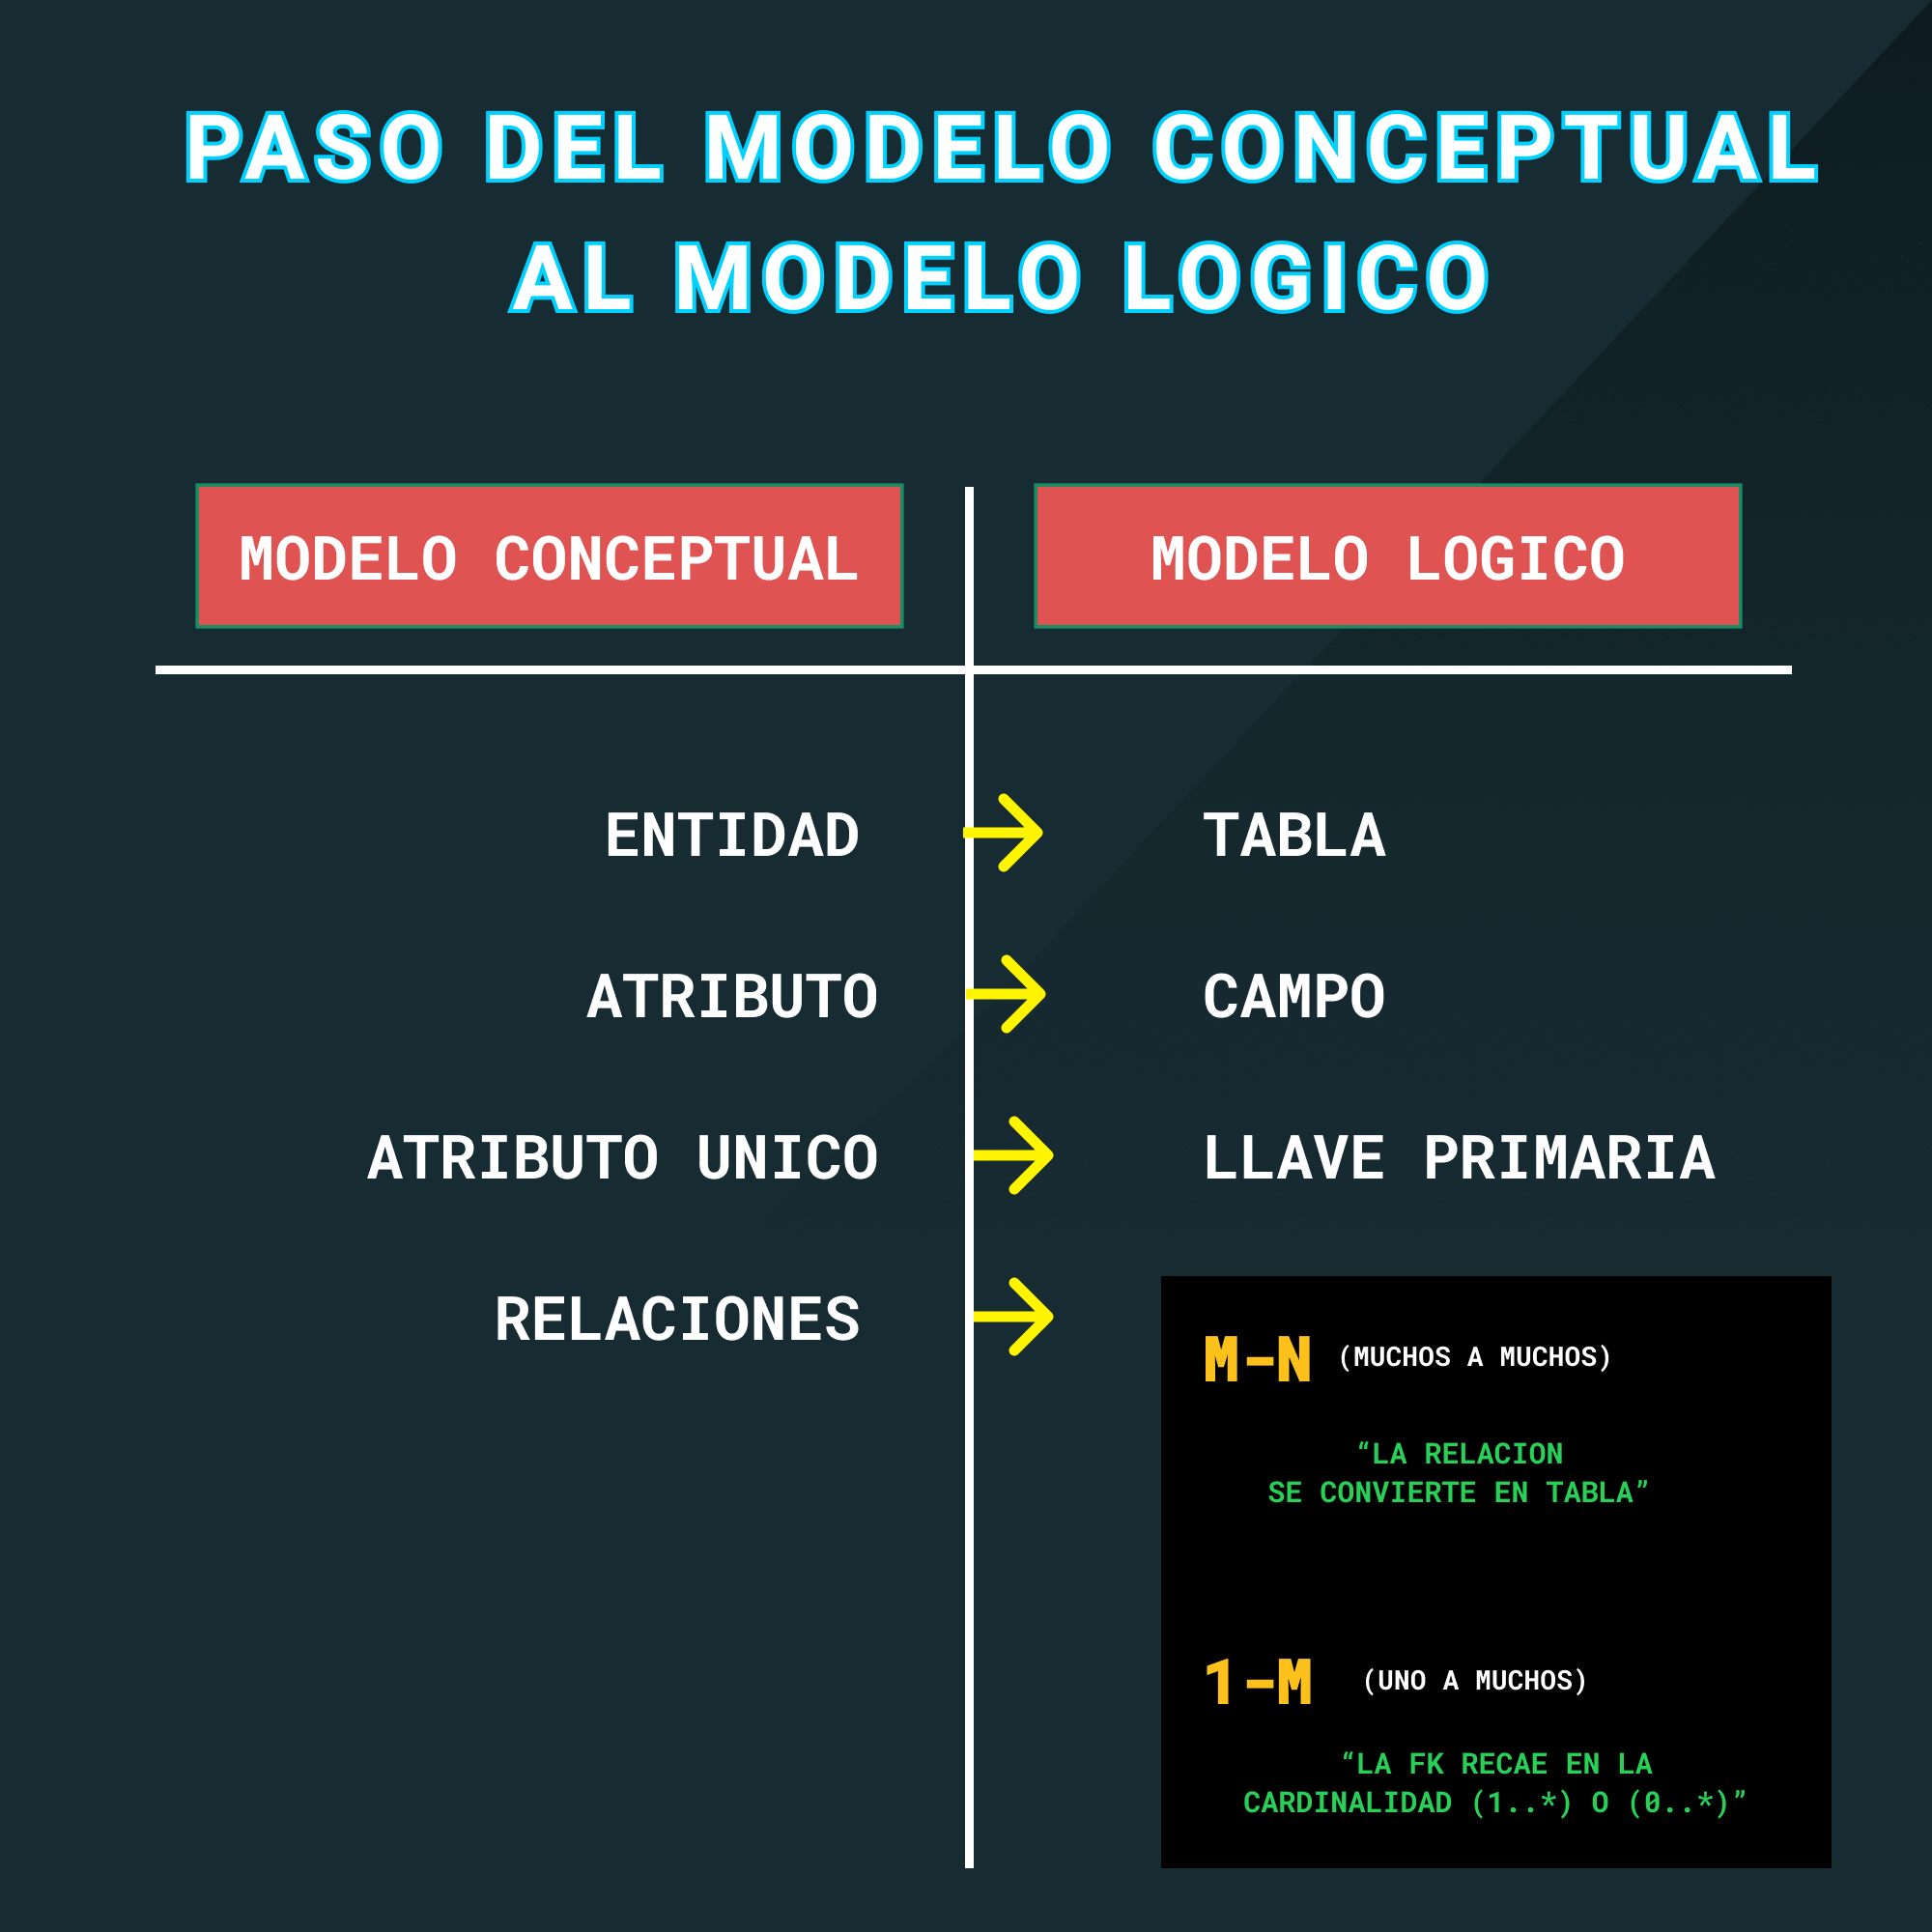 PASO DEL MODELO CONCEPTUAL
AL MODELO LOGICO
MODELO CONCEPTUAL
MODELO LOGICO
ENTIDAD
TABLA
ATRIBUTO
CAMPO
ATRIBUTO UNICO
LLAVE PRIMARIA
RELACIONES
M-N (MUCHOS A MUCHOS)
“LA RELACION
SE CONVIERTE EN TABLA”
1-M (UNO A MUCHOS)
“LA FK RECAE EN LA
CARDINALIDAD (1..*) O (0..*)”